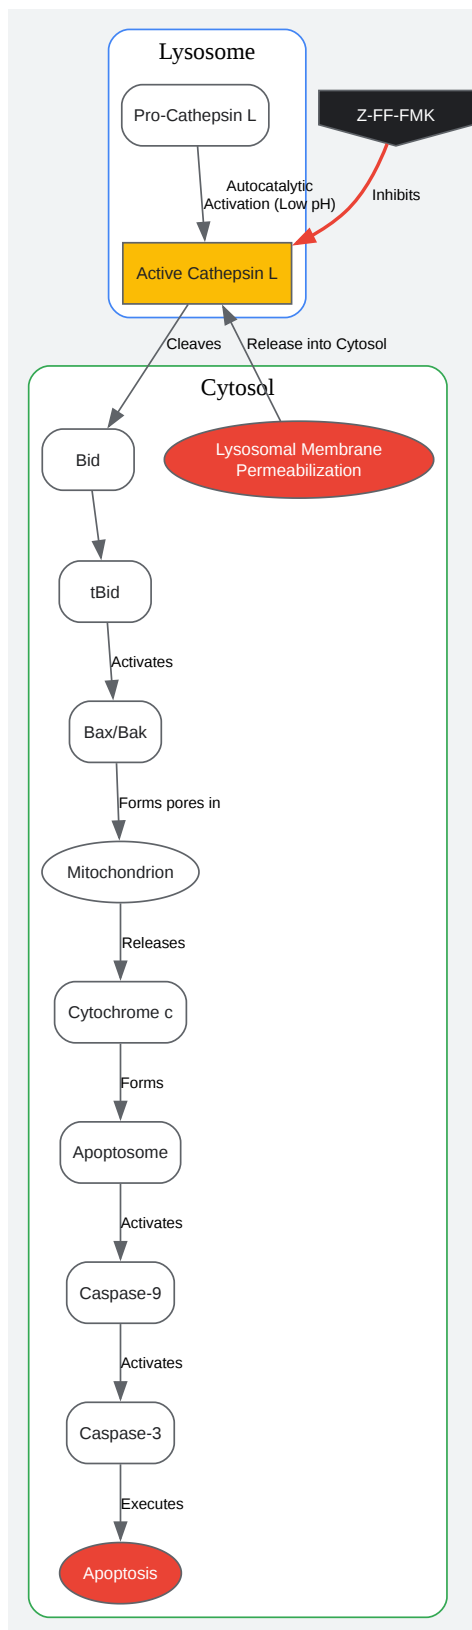 Lysosome
Pro-Cathepsin L
Z-FF-FMK
Autocatalytic
Activation (Low pH)
Inhibits
Active Cathepsin L
Cleaves
Release into Cytosol
Cytosol
Lysosomal Membrane
Permeabilization
Bid
tBid
Activates
Bax/Bak
Forms pores in
Mitochondrion
Releases
Cytochrome c
Forms
Apoptosome
Activates
Caspase-9
Activates
Caspase-3
Executes
Apoptosis